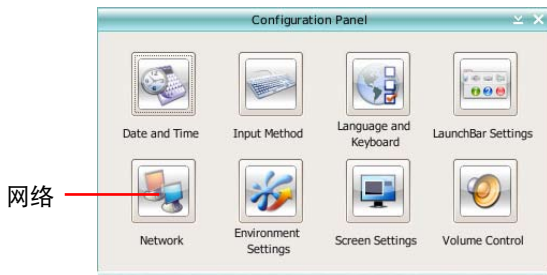 Configuration Panel
Date and Time
Input Method
Language and
Keyboard
LaunchBar Settings
网络
Network
Environment
Settings
Screen Settings
Volume Control